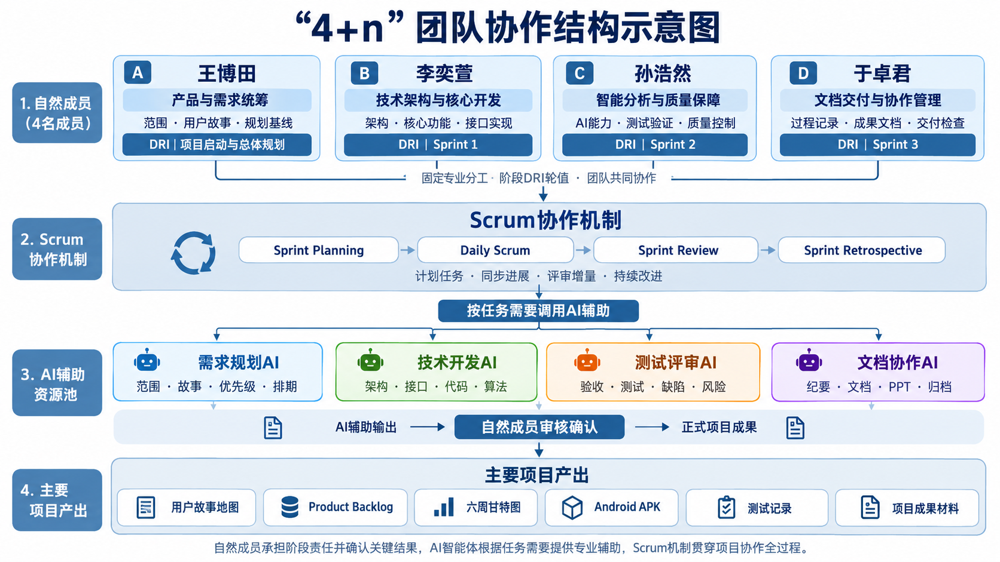 “4+n”团队协作结构示意图
1. 自然成员
（4名成员）
A 王博田
产品与需求统筹
范围 · 用户故事 · 规划基线
DRI | 项目启动与总体规划
B 李奕萱
技术架构与核心开发
架构 · 核心功能 · 接口实现
DRI | Sprint 1
C 孙浩然
智能分析与质量保障
AI能力 · 测试验证 · 质量控制
DRI | Sprint 2
D 于卓君
文档交付与协作管理
过程记录 · 成果文档 · 交付检查
DRI | Sprint 3
固定专业分工 · 阶段DRI轮值 · 团队共同协作
2. Scrum
协作机制
Scrum协作机制
Sprint Planning
Daily Scrum
Sprint Review
Sprint Retrospective
计划任务 · 同步进展 · 评审增量 · 持续改进
按任务需要调用AI辅助
3. AI辅助
资源池
需求规划AI
范围 · 故事 · 优先级 · 排期
技术开发AI
架构 · 接口 · 代码 · 算法
测试评审AI
验收 · 测试 · 缺陷 · 风险
文档协作AI
纪要 · 文档 · PPT · 归档
AI辅助输出
自然成员审核确认
正式项目成果
4. 主要
项目产出
主要项目产出
用户故事地图
Product Backlog
六周甘特图
Android APK
测试记录
项目成果材料
自然成员承担阶段责任并确认关键结果，AI智能体根据任务需要提供专业辅助，Scrum机制贯穿项目协作全过程。